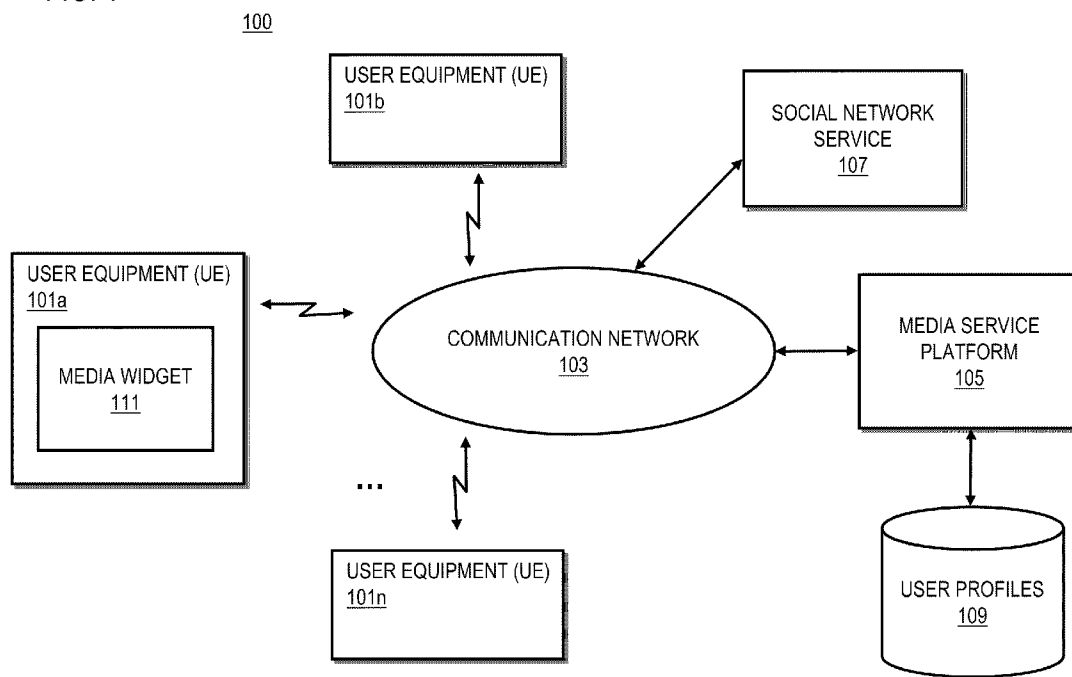 100
USER EQUIPMENT (UE)
101b
SOCIAL NETWORK
SERVICE
107
USER EQUIPMENT (UE)
101a
MEDIA WIDGET
111
COMMUNICATION NETWORK
103
MEDIA SERVICE
PLATFORM
105
...
USER EQUIPMENT (UE)
101n
USER PROFILES
109